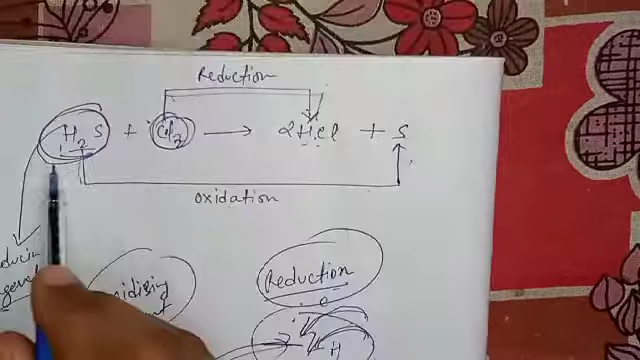 Reduction
H₂S + Cl₂ → 2HCl + S
oxidation
Reduction
H